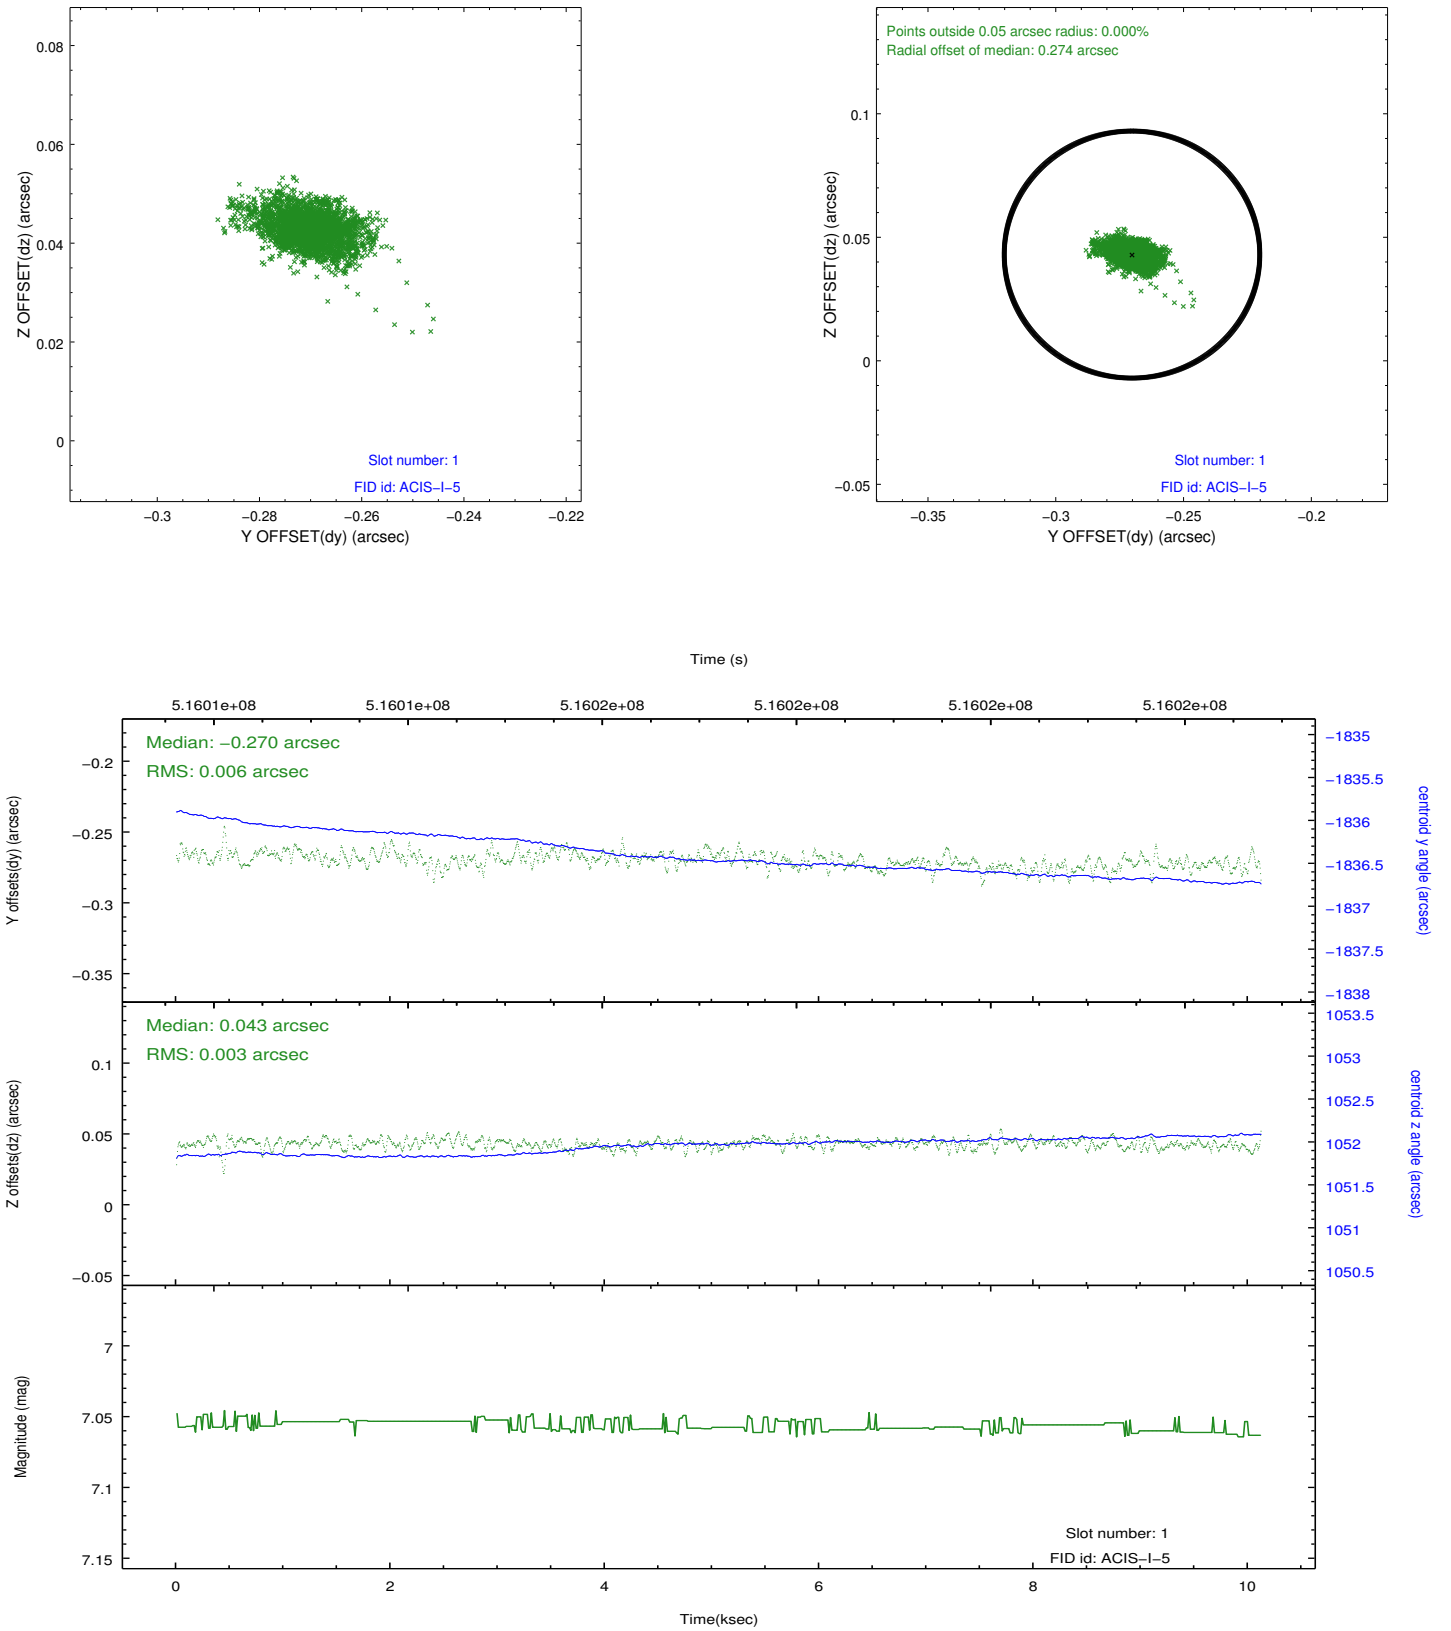 0.08
0.06
0.04
0.02
0
Z OFFSET(dz) (arcsec)
Slot number: 1
FID id: ACIS−I−5
−0.3 −0.28 −0.26 −0.24 −0.22
Y OFFSET(dy) (arcsec)
Points outside 0.05 arcsec radius: 0.000%
Radial offset of median: 0.274 arcsec
0.1
0.05
0
−0.05
Z OFFSET(dz) (arcsec)
Slot number: 1
FID id: ACIS−I−5
−0.35 −0.3 −0.25 −0.2
Y OFFSET(dy) (arcsec)
Time (s)
5.1601e+08 5.1601e+08 5.1602e+08 5.1602e+08 5.1602e+08 5.1602e+08
Median: −0.270 arcsec
RMS: 0.006 arcsec
−0.2
−0.25
−0.3
−0.35
Y offsets(dy) (arcsec)
−1835
−1835.5
−1836
−1836.5
−1837
−1837.5
−1838
centroid y angle (arcsec)
Median: 0.043 arcsec
RMS: 0.003 arcsec
0.1
0.05
0
−0.05
Z offsets(dz) (arcsec)
1053.5
1053
1052.5
1052
1051.5
1051
1050.5
centroid z angle (arcsec)
7
7.05
7.1
7.15
Magnitude (mag)
Slot number: 1
FID id: ACIS−I−5
0 2 4 6 8 10
Time(ksec)